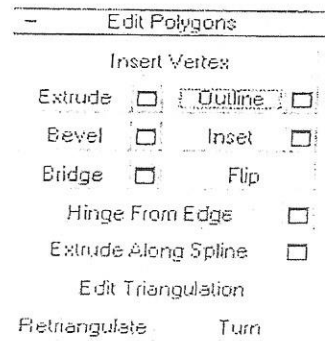 - Edit Polygons
Insert Vertex
Extrude Outline
Bevel Inset
Bridge Flip
Hinge From Edge
Extrude Along Spline
Edit Triangulation
Retriangulate Turn